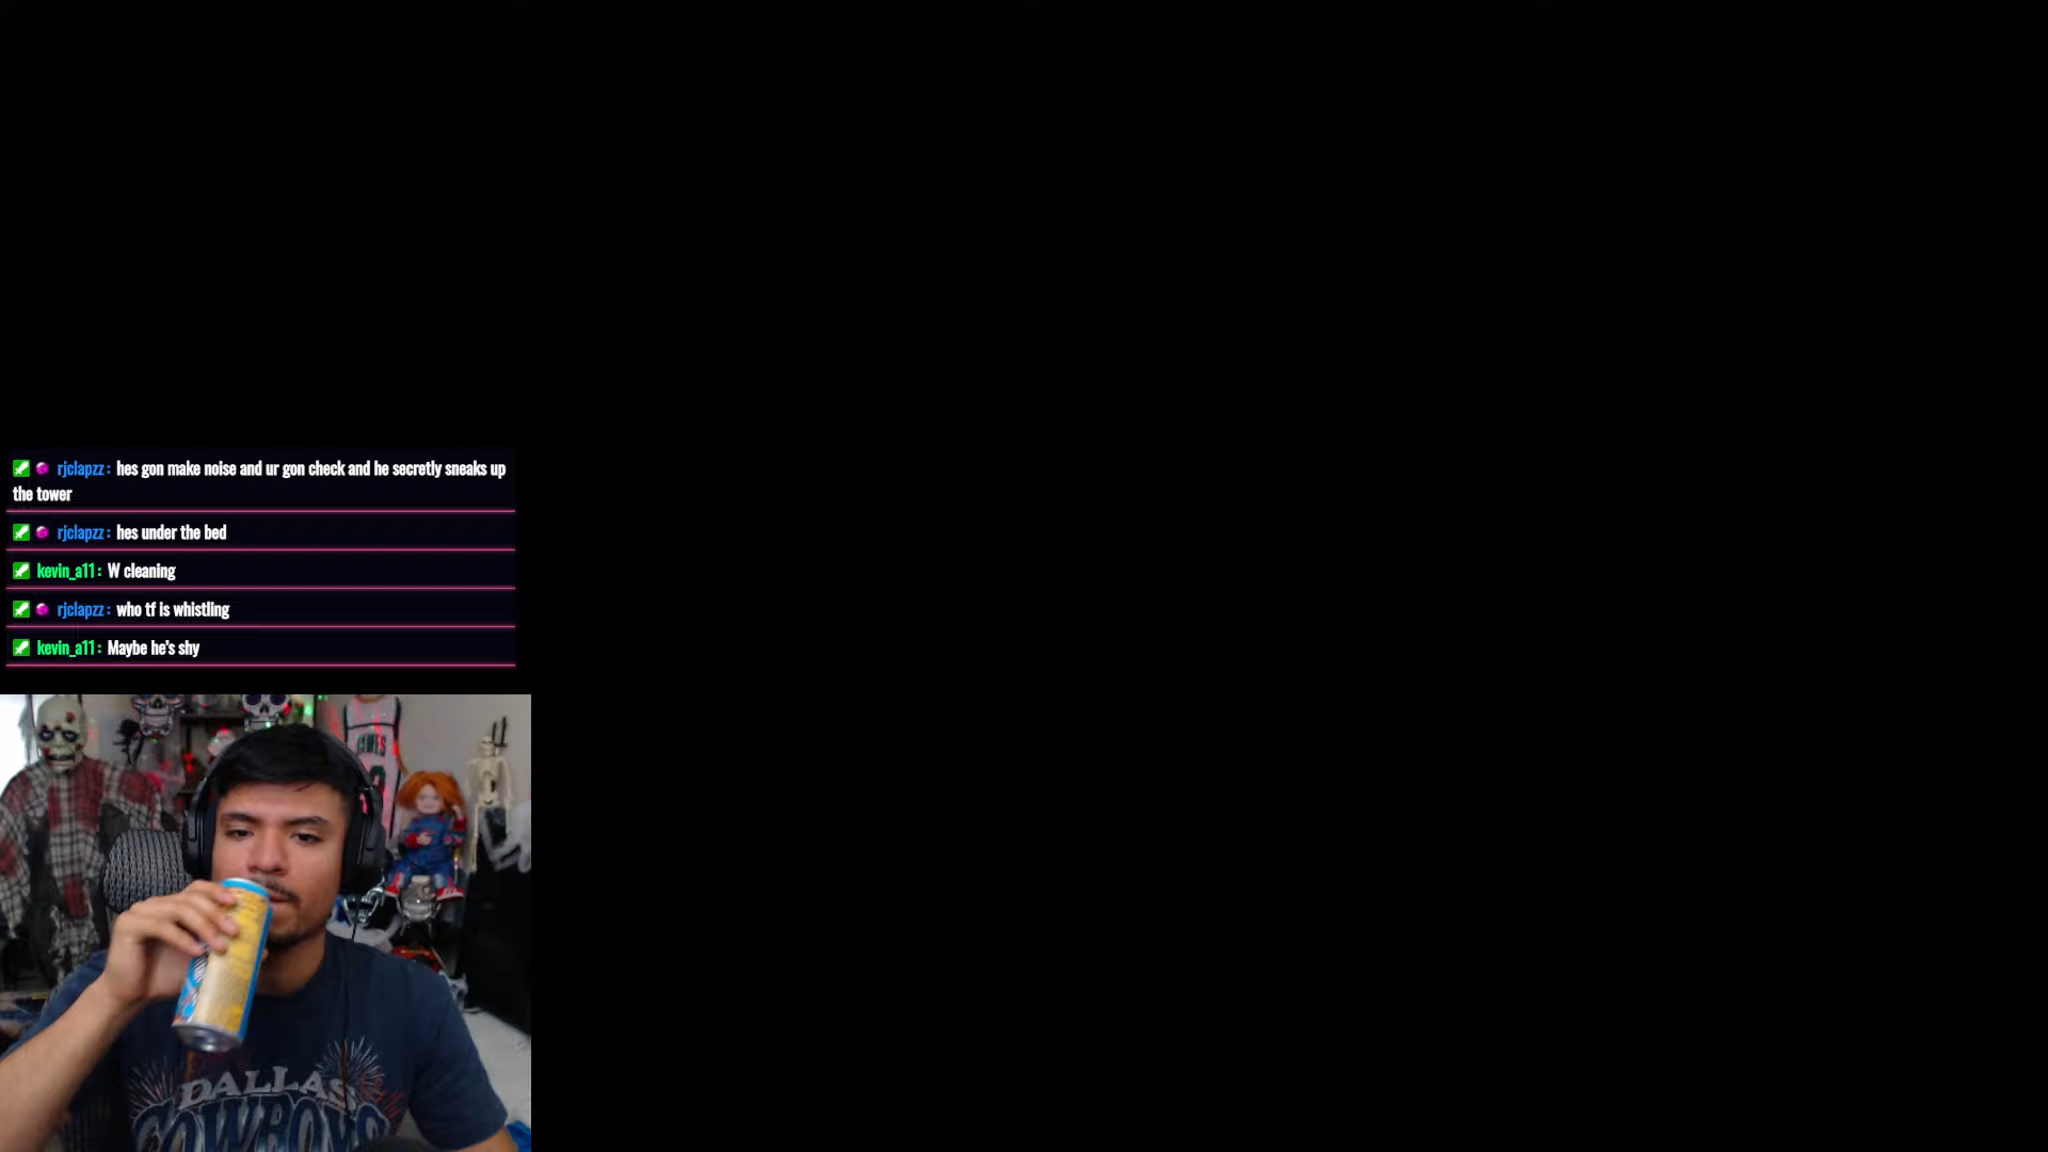 rjclapzz : hes gon make noise and ur gon check and he secretly sneaks up
the tower
rjclapzz : hes under the bed
kevin_a11 : W cleaning
rjclapzz : who tf is whistling
kevin_a11 : Maybe he's shy
DALLAS
COWBOYS